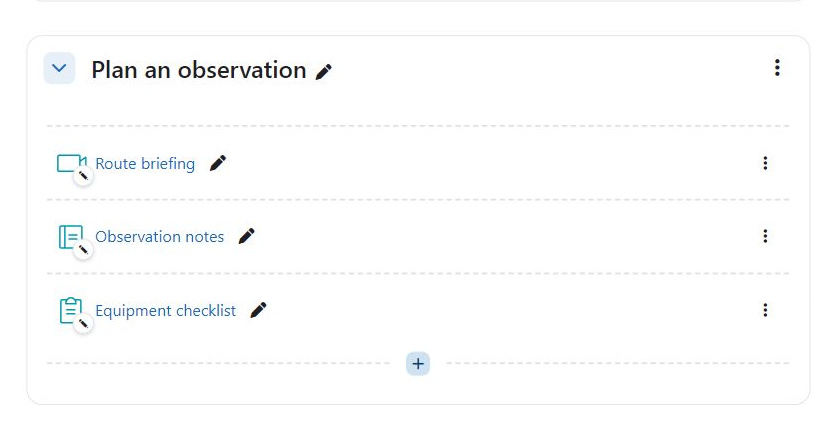 Plan an observation
Route briefing
Observation notes
Equipment checklist